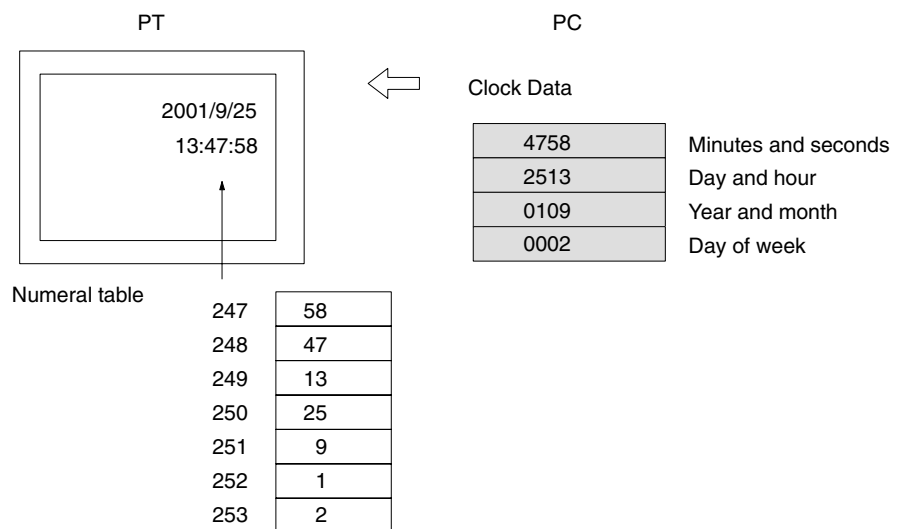 PT
PC
2001/9/25
13:47:58
Clock Data
4758 Minutes and seconds
2513 Day and hour
0109 Year and month
0002 Day of week
Numeral table
247 58
248 47
249 13
250 25
251 9
252 1
253 2